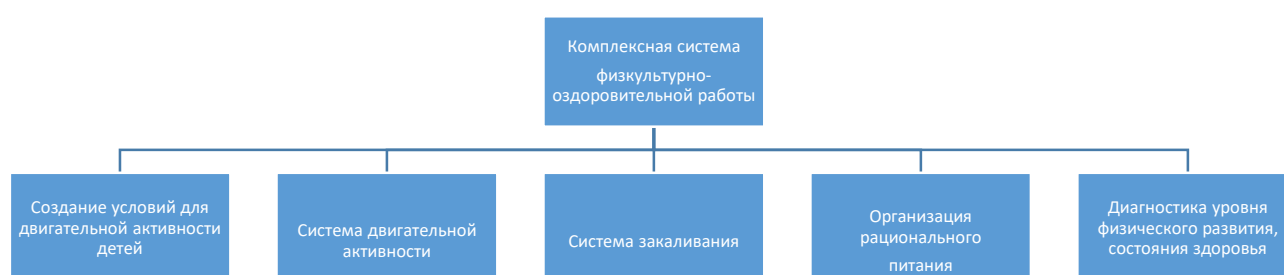 Комплексная система
физкультурно-
оздоровительной работы
Создание условий для
двигательной активности
детей
Система двигательной
активности
Система закаливания
Организация
рационального
питания
Диагностика уровня
физического развития,
состояния здоровья